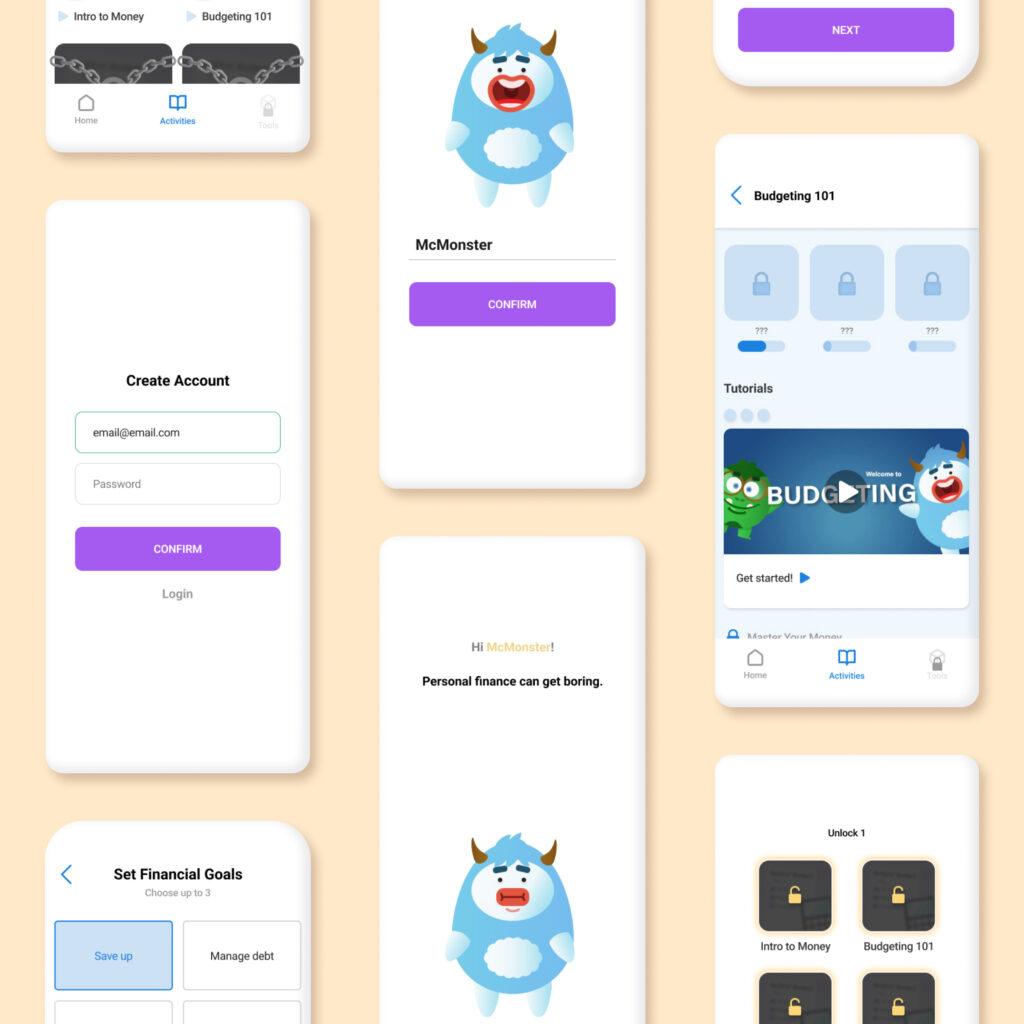 Intro to Money
Budgeting 101
Home
Activities
Tools
Create Account
email@email.com
Password
CONFIRM
Login
Set Financial Goals
Choose up to 3
Save up
Manage debt
McMonster
CONFIRM
Hi McMonster!
Personal finance can get boring.
NEXT
Budgeting 101
???
???
???
Tutorials
Welcome to
BUDGETING
Get started!
Master Your Money
Home
Activities
Tools
Unlock 1
Intro to Money
Budgeting 101